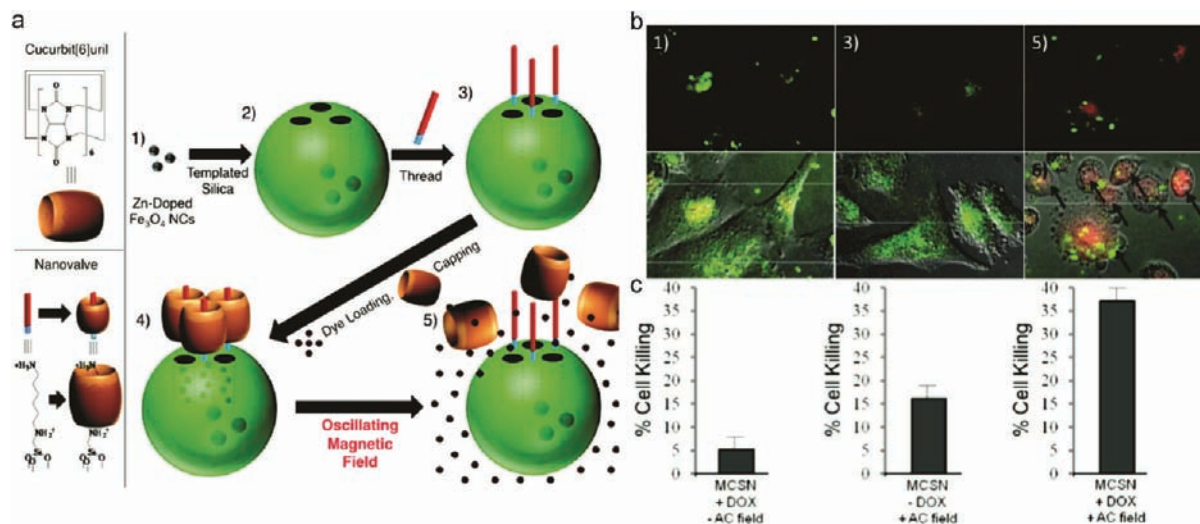 a
Cucurbit[6]uril
O
N N
N N
O
6
Nanovalve
1)
Zn-Doped
Fe₃O₄ NCs
Templated
Silica
2)
Thread
3)
Dye Loading,
Capping
4)
Oscillating
Magnetic
Field
5)
b
1)
3)
5)
c
% Cell Killing
40
35
30
25
20
15
10
5
0
MCSN
+ DOX
- AC field
% Cell Killing
40
35
30
25
20
15
10
5
0
MCSN
- DOX
+AC field
% Cell Killing
40
35
30
25
20
15
10
5
0
MCSN
+ DOX
+AC field